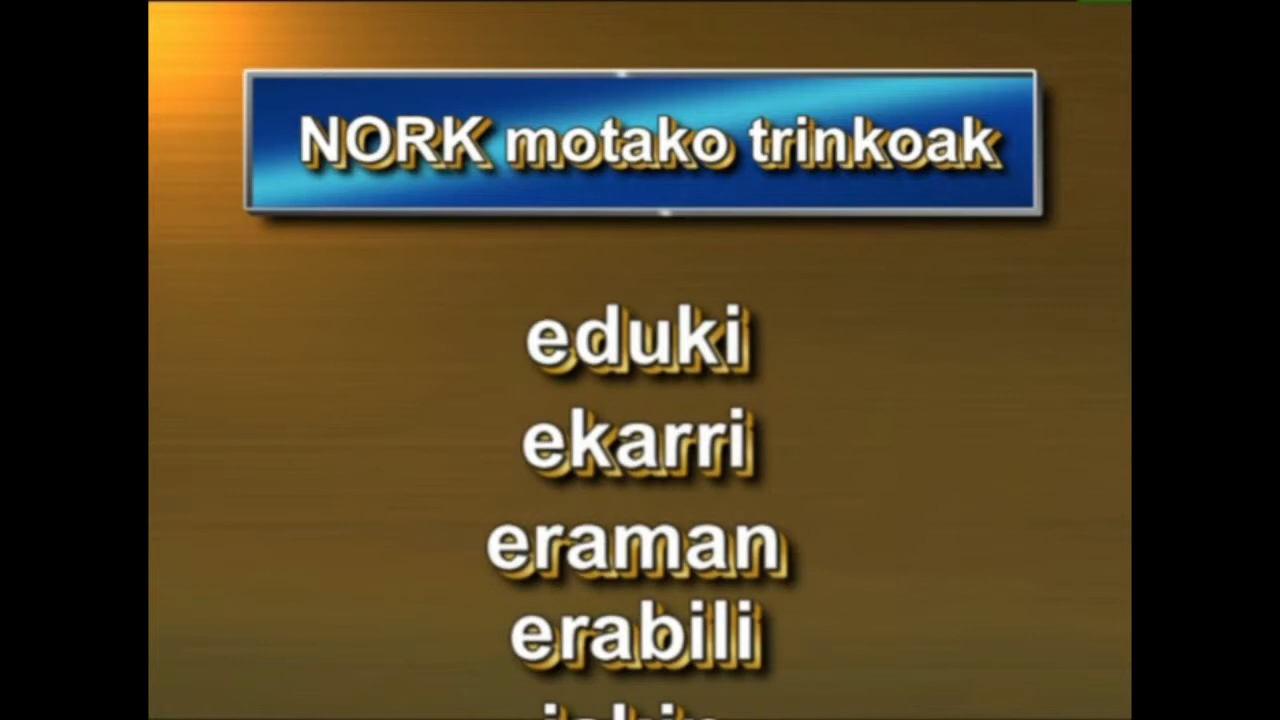 NORK motako trinkoak
eduki
ekarri
eraman
erabili